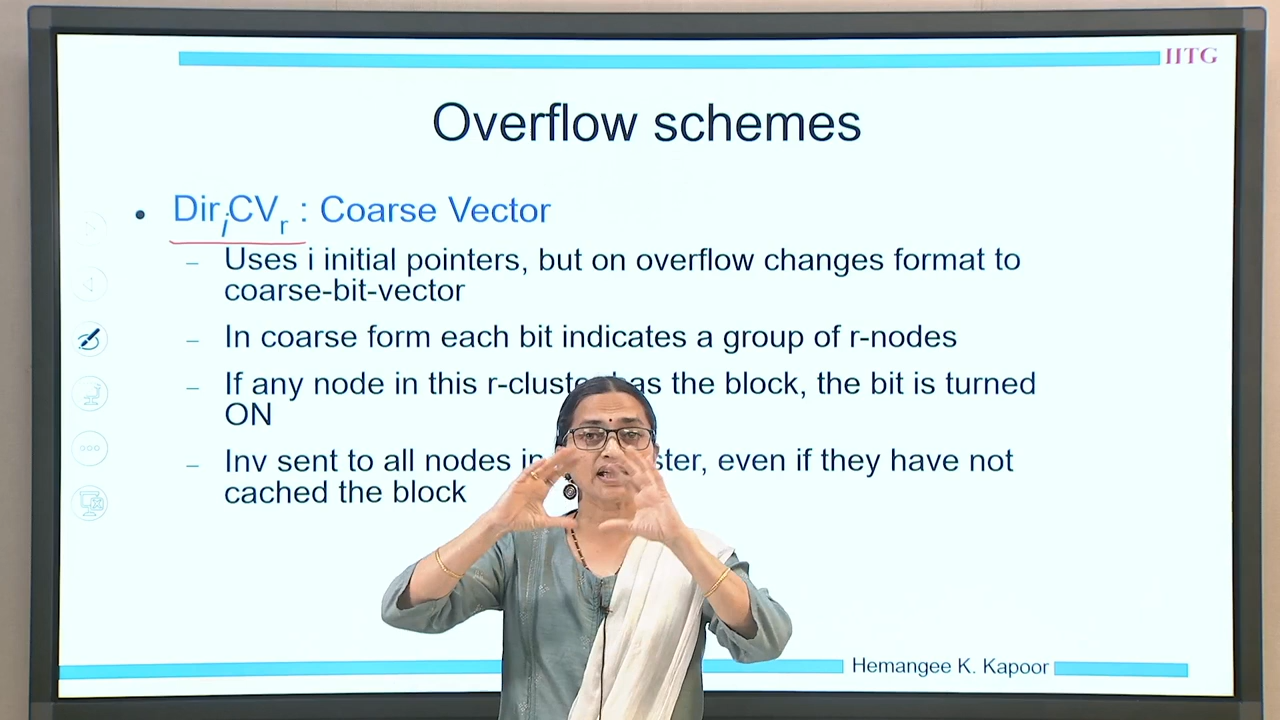 IITG
Overflow schemes
• Dir_iCV_r : Coarse Vector
– Uses i initial pointers, but on overflow changes format to
coarse-bit-vector
– In coarse form each bit indicates a group of r-nodes
– If any node in this has the block, the bit is turned
ON
– Inv sent to all nodes in even if they have not
cached the block
Hemangee K. Kapoor